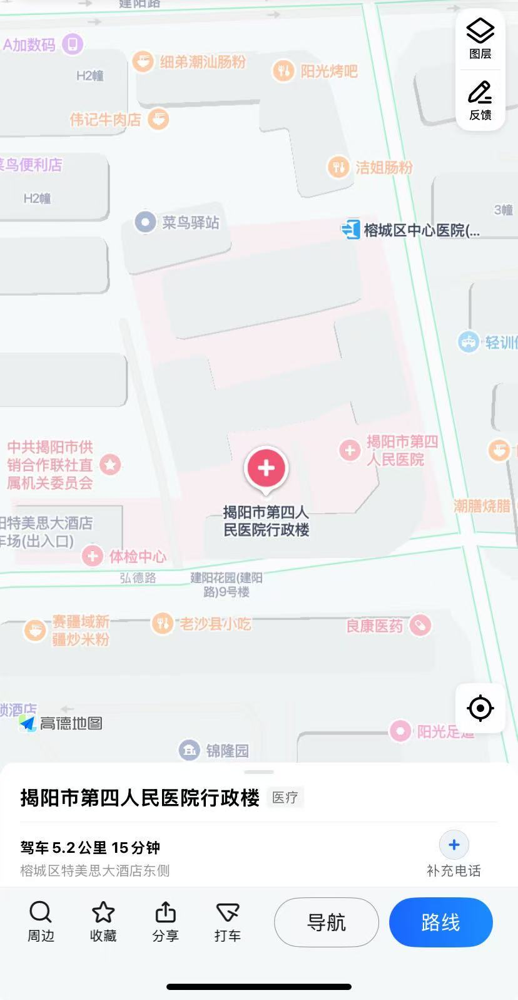 建阳路
A加数码
细弟潮汕肠粉
阳光烤吧
图层
H2幢
反馈
伟记牛肉店
菜鸟便利店
洁姐肠粉
H2幢
3幢
菜鸟驿站
榕城区中心医院(...
轻训
揭阳市第四
人民医院
中共揭阳市供
销合作联社直
属机关委员会
潮膳烧腊
揭阳市第四人
民医院行政楼
阳特美思大酒店
车场(出入口)
体检中心
弘德路
建阳花园(建阳
路)9号楼
赛疆域新
疆炒米粉
老沙县小吃
良康医药
锁酒店
高德地图
阳光足道
锦隆园
揭阳市第四人民医院行政楼
医疗
驾车5.2公里 15分钟
榕城区特美思大酒店东侧
补充电话
周边
收藏
分享
打车
导航
路线